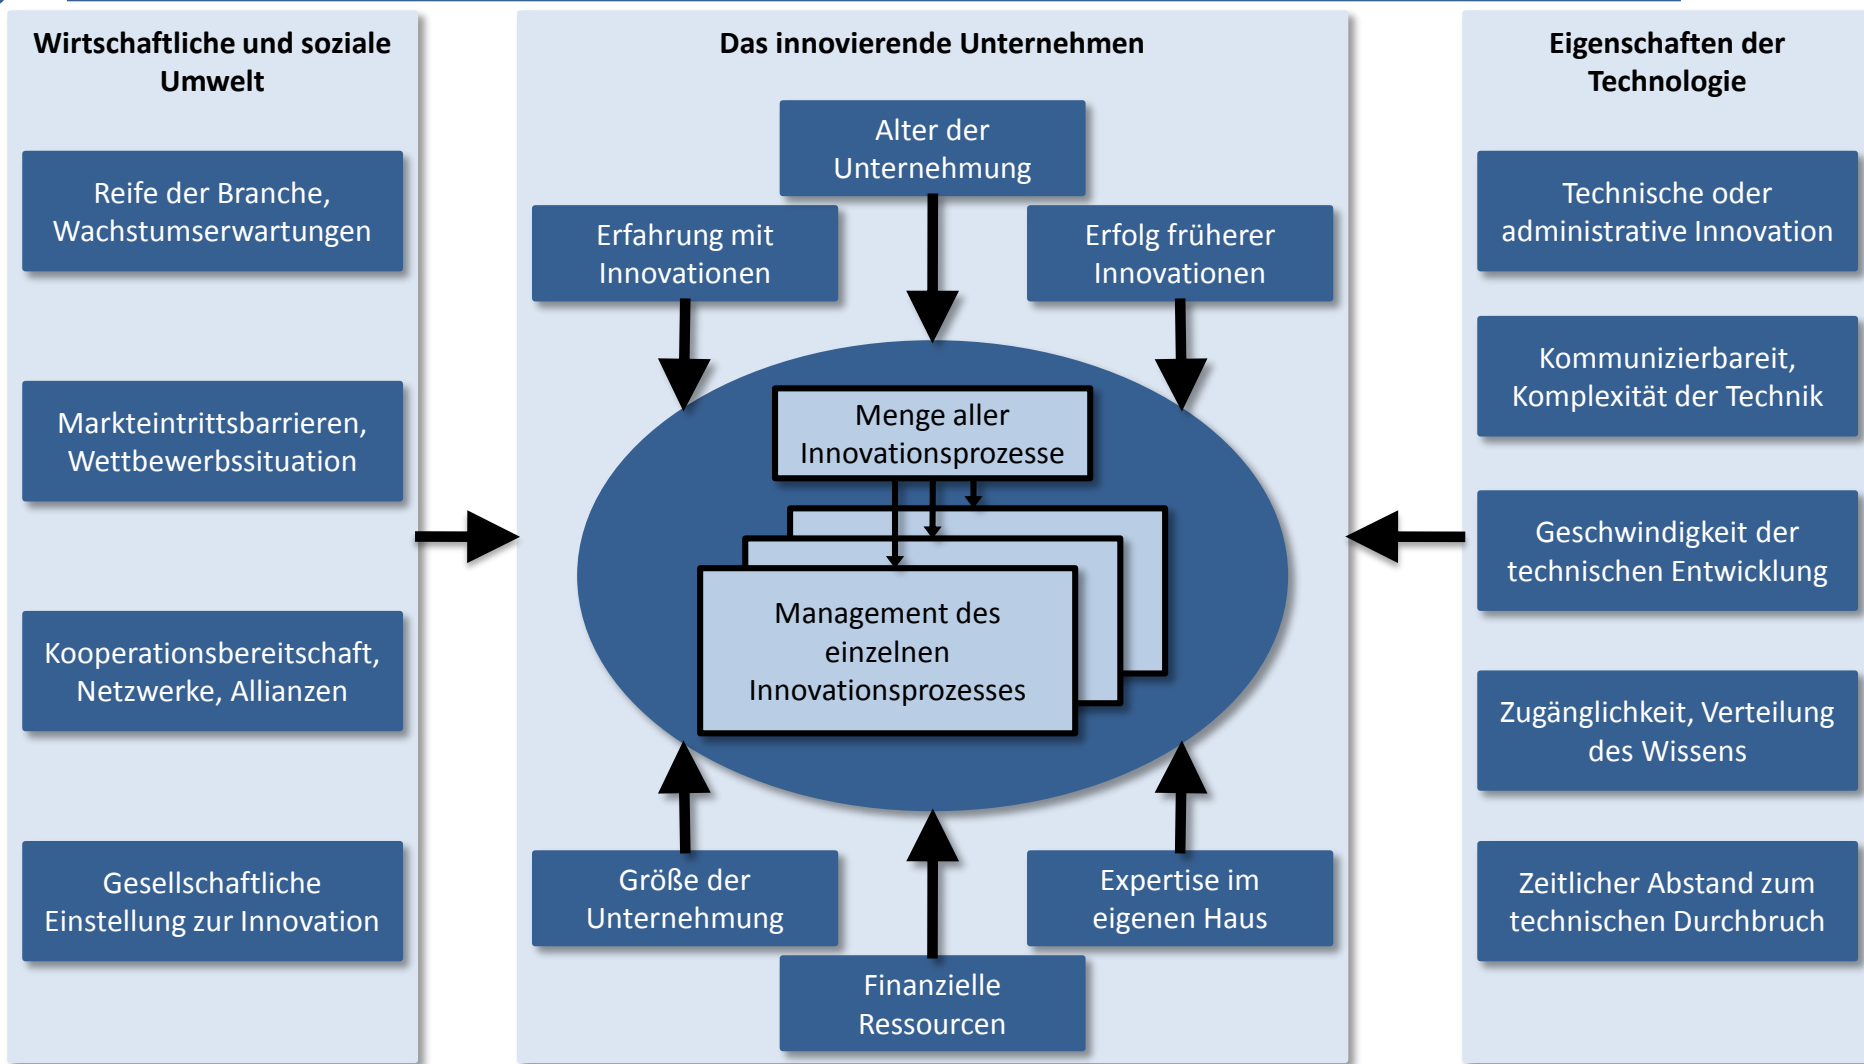 Wirtschaftliche und soziale
Umwelt
Reife der Branche,
Wachstumserwartungen
Markteintrittsbarrieren,
Wettbewerbssituation
Kooperationsbereitschaft,
Netzwerke, Allianzen
Gesellschaftliche
Einstellung zur Innovation
Das innovierende Unternehmen
Alter der
Unternehmung
Erfahrung mit
Innovationen
Erfolg früherer
Innovationen
Menge aller
Innovationsprozesse
Management des
einzelnen
Innovationsprozesses
Größe der
Unternehmung
Expertise im
eigenen Haus
Finanzielle
Ressourcen
Eigenschaften der
Technologie
Technische oder
administrative Innovation
Kommunizierbareit,
Komplexität der Technik
Geschwindigkeit der
technischen Entwicklung
Zugänglichkeit, Verteilung
des Wissens
Zeitlicher Abstand zum
technischen Durchbruch